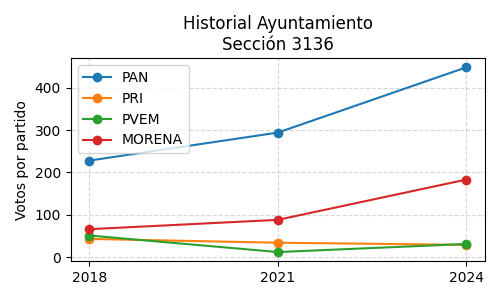 Historial Ayuntamiento
Sección 3136
Votos por partido
400
300
200
100
0
PAN
PRI
PVEM
MORENA
2018
2021
2024